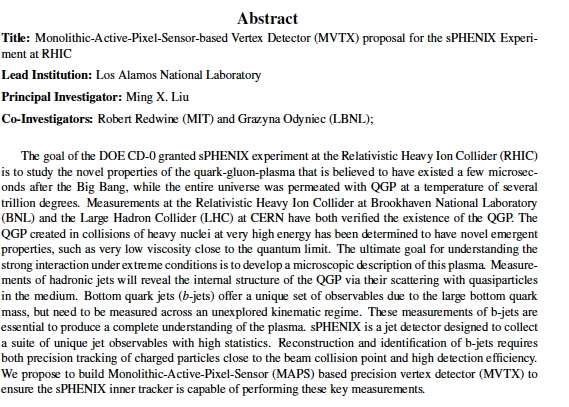 Abstract
Title: Monolithic-Active-Pixel-Sensor-based Vertex Detector (MVTX) proposal for the sPHENIX Experi-
ment at RHIC
Lead Institution: Los Alamos National Laboratory
Principal Investigator: Ming X. Liu
Co-Investigators: Robert Redwine (MIT) and Grazyna Odyniec (LBNL);
The goal of the DOE CD-0 granted sPHENIX experiment at the Relativistic Heavy Ion Collider (RHIC)
is to study the novel properties of the quark-gluon-plasma that is believed to have existed a few microsec-
onds after the Big Bang, while the entire universe was permeated with QGP at a temperature of several
trillion degrees. Measurements at the Relativistic Heavy Ion Collider at Brookhaven National Laboratory
(BNL) and the Large Hadron Collider (LHC) at CERN have both verified the existence of the QGP. The
QGP created in collisions of heavy nuclei at very high energy has been determined to have novel emergent
properties, such as very low viscosity close to the quantum limit. The ultimate goal for understanding the
strong interaction under extreme conditions is to develop a microscopic description of this plasma. Measure-
ments of hadronic jets will reveal the internal structure of the QGP via their scattering with quasiparticles
in the medium. Bottom quark jets (b-jets) offer a unique set of observables due to the large bottom quark
mass, but need to be measured across an unexplored kinematic regime. These measurements of b-jets are
essential to produce a complete understanding of the plasma. sPHENIX is a jet detector designed to collect
a suite of unique jet observables with high statistics. Reconstruction and identification of b-jets requires
both precision tracking of charged particles close to the beam collision point and high detection efficiency.
We propose to build Monolithic-Active-Pixel-Sensor (MAPS) based precision vertex detector (MVTX) to
ensure the sPHENIX inner tracker is capable of performing these key measurements.